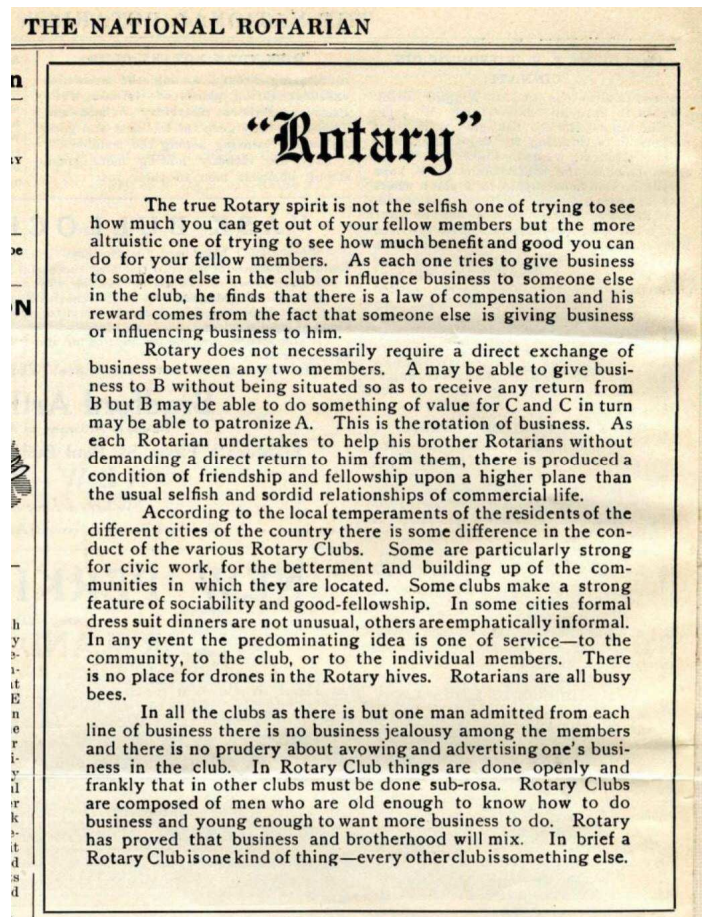 THE NATIONAL ROTARIAN
"Rotary"
The true Rotary spirit is not the selfish one of trying to see
how much you can get out of your fellow members but the more
altruistic one of trying to see how much benefit and good you can
do for your fellow members. As each one tries to give business
to someone else in the club or influence business to someone else
in the club, he finds that there is a law of compensation and his
reward comes from the fact that someone else is giving business
or influencing business to him.
Rotary does not necessarily require a direct exchange of
business between any two members. A may be able to give busi-
ness to B without being situated so as to receive any return from
B but B may be able to do something of value for C and C in turn
may be able to patronize A. This is the rotation of business. As
each Rotarian undertakes to help his brother Rotarians without
demanding a direct return to him from them, there is produced a
condition of friendship and fellowship upon a higher plane than
the usual selfish and sordid relationships of commercial life.
According to the local temperaments of the residents of the
different cities of the country there is some difference in the con-
duct of the various Rotary Clubs. Some are particularly strong
for civic work, for the betterment and building up of the com-
munities in which they are located. Some clubs make a strong
feature of sociability and good-fellowship. In some cities formal
dress suit dinners are not unusual, others are emphatically informal.
In any event the predominating idea is one of service—to the
community, to the club, or to the individual members. There
is no place for drones in the Rotary hives. Rotarians are all busy
bees.
In all the clubs as there is but one man admitted from each
line of business there is no business jealousy among the members
and there is no prudery about avowing and advertising one's busi-
ness in the club. In Rotary Club things are done openly and
frankly that in other clubs must be done sub-rosa. Rotary Clubs
are composed of men who are old enough to know how to do
business and young enough to want more business to do. Rotary
has proved that business and brotherhood will mix. In brief a
Rotary Club is one kind of thing—every other club is something else.